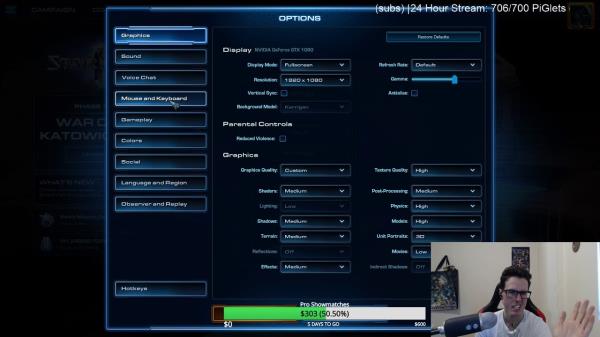 (subs) |24 Hour Stream: 706/700 PiGlets
CAMPAIGN
OPTIONS
Graphics
Sound
Voice Chat
Mouse and Keyboard
Gameplay
Colors
Social
Language and Region
Observer and Replay
Hotkeys
Restore Defaults
Display NVIDIA GeForce GTX 1080
Display Mode: Fullscreen
Refresh Rate: Default
Resolution: 1920 x 1080
Gamma:
Vertical Sync:
Antialias:
Background Model: Kerrigan
Parental Controls
Reduced Violence:
Graphics
Graphics Quality: Custom
Texture Quality: High
Shaders: Medium
Post-Processing: Medium
Lighting: Low
Physics: High
Shadows: Medium
Models: High
Terrain: Medium
Unit Portraits: 3D
Reflections: Off
Movies: Low
Effects: Medium
Indirect Shadows: Off
WAR C
KATOWIC
Pro Showmatches
$303 (50.50%)
$0
5 DAYS TO GO
$600